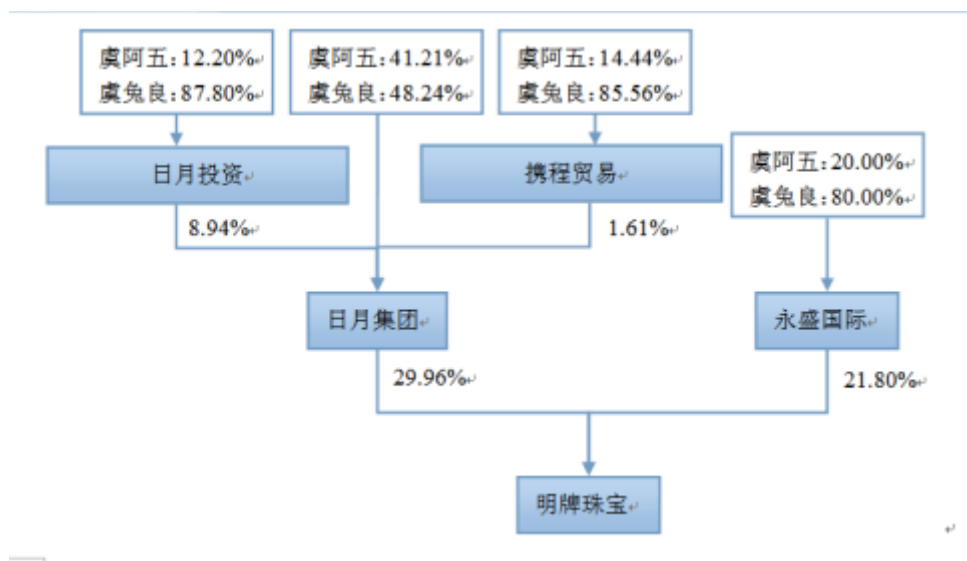 虞阿五:12.20%
虞兔良:87.80%
虞阿五:41.21%
虞兔良:48.24%
虞阿五:14.44%
虞兔良:85.56%
虞阿五:20.00%
虞兔良:80.00%
日月投资
携程贸易
8.94%
1.61%
日月集团
永盛国际
29.96%
21.80%
明牌珠宝